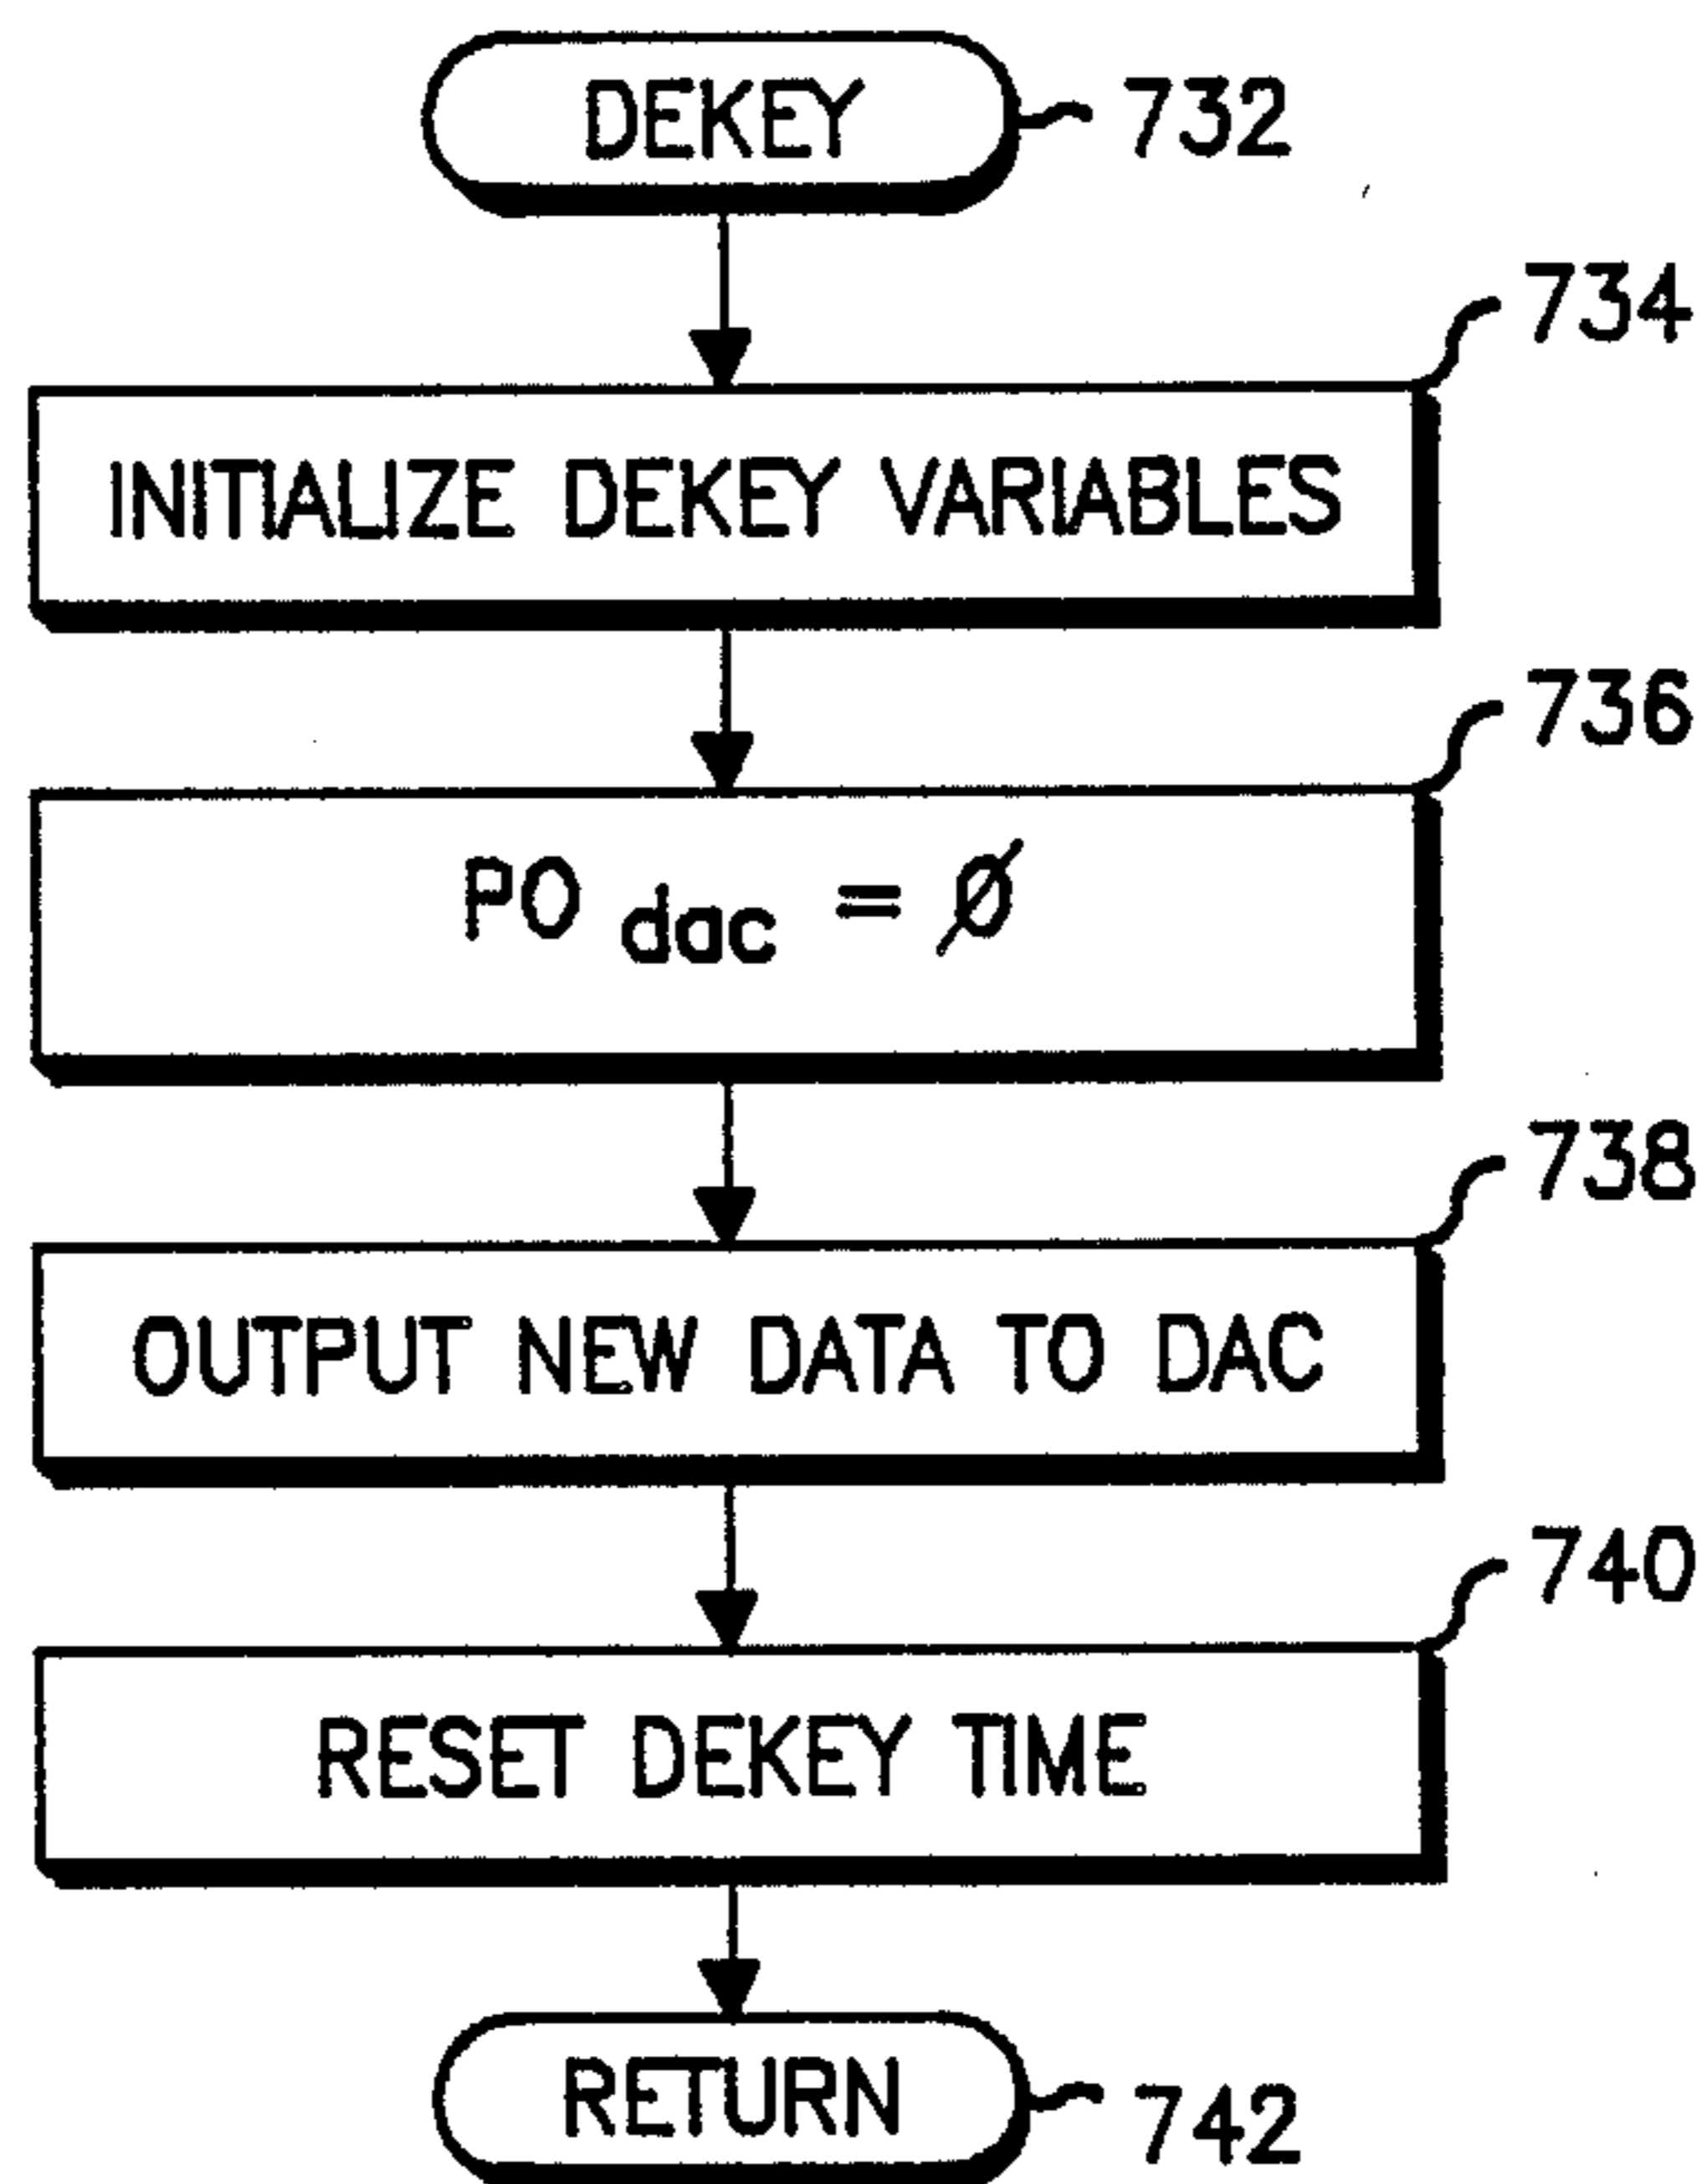 DEKEY 732
734
INITIALIZE DEKEY VARIABLES
736
PO dac = Ø
738
OUTPUT NEW DATA TO DAC
740
RESET DEKEY TIME
RETURN 742